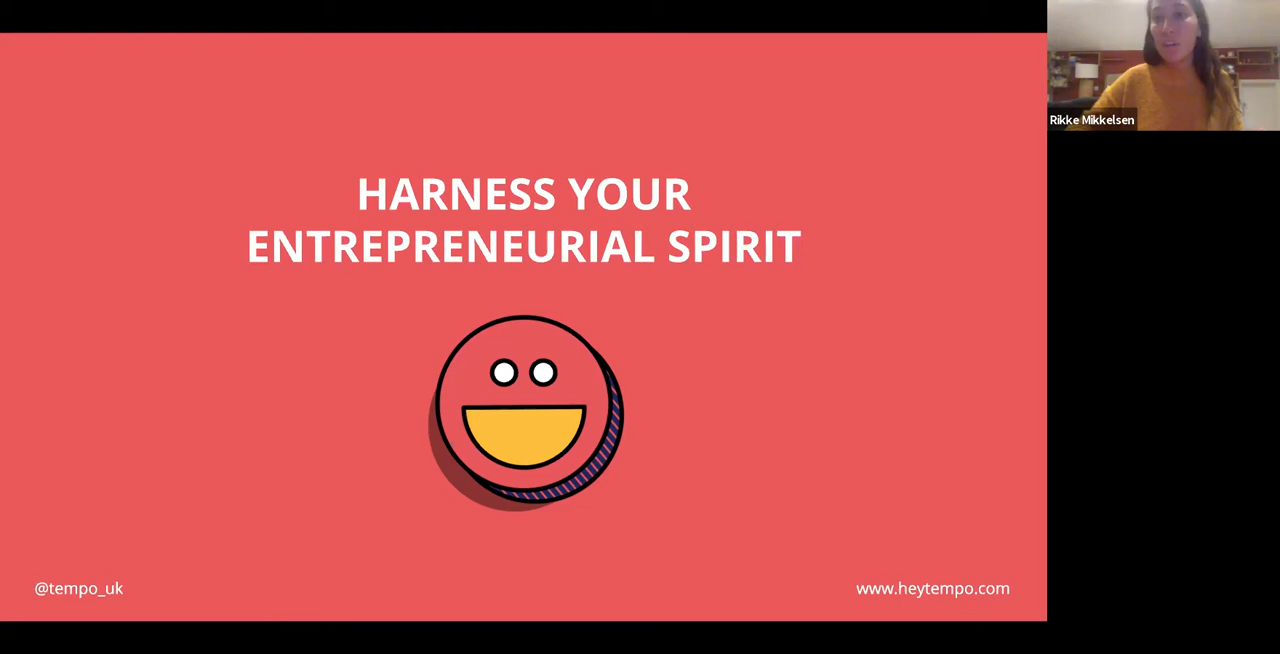 HARNESS YOUR
ENTREPRENEURIAL SPIRIT
@tempo_uk
www.heytempo.com
Rikke Mikkelsen